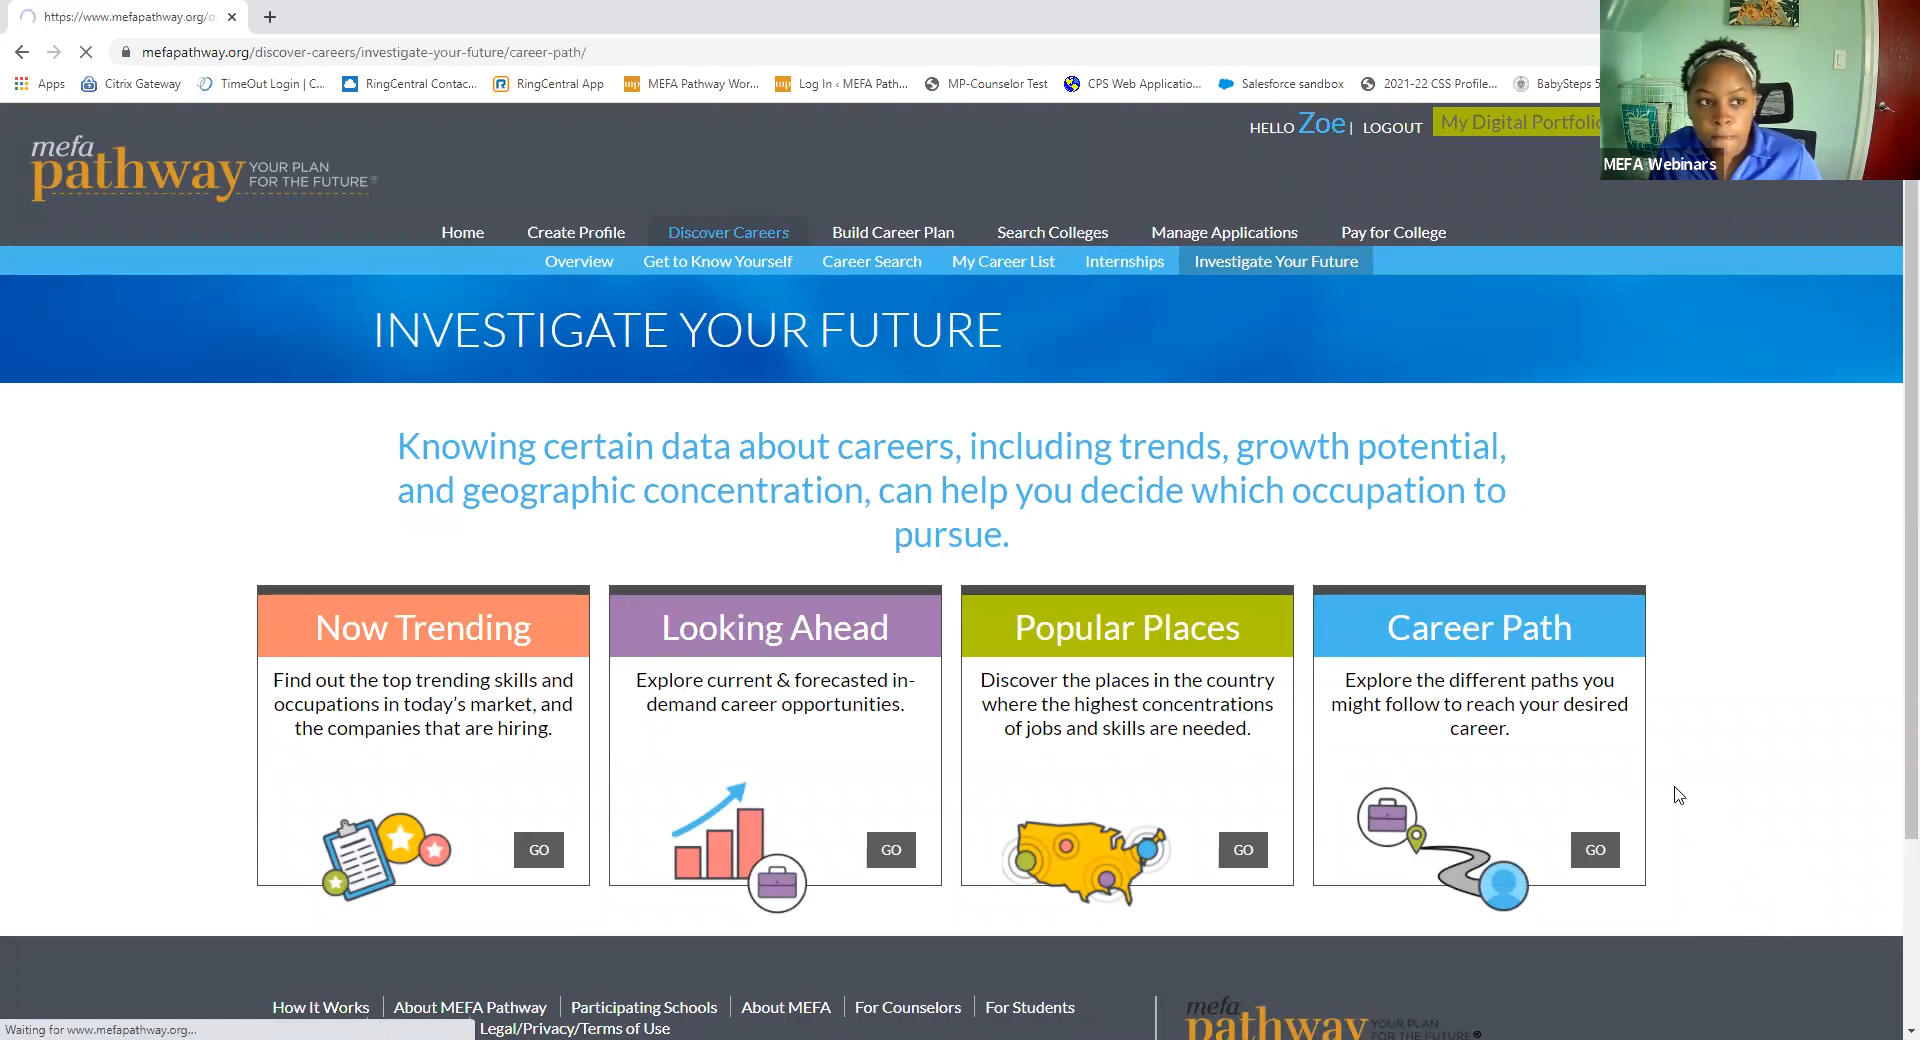 https://www.mefapathway.org/d
mefapathway.org/discover-careers/investigate-your-future/career-path/
Apps
Citrix Gateway
TimeOut Login | C...
RingCentral Contac...
RingCentral App
MEFA Pathway Wor...
Log In ‹ MEFA Path...
MP-Counselor Test
CPS Web Applicatio...
Salesforce sandbox
2021-22 CSS Profile...
BabySteps 5
HELLO Zoe | LOGOUT
My Digital Portfolio
MEFA Webinars
mefa
pathway
YOUR PLAN
FOR THE FUTURE®
Home
Create Profile
Discover Careers
Build Career Plan
Search Colleges
Manage Applications
Pay for College
Overview
Get to Know Yourself
Career Search
My Career List
Internships
Investigate Your Future
INVESTIGATE YOUR FUTURE
Knowing certain data about careers, including trends, growth potential,
and geographic concentration, can help you decide which occupation to
pursue.
Now Trending
Find out the top trending skills and
occupations in today's market, and
the companies that are hiring.
GO
Looking Ahead
Explore current & forecasted in-
demand career opportunities.
GO
Popular Places
Discover the places in the country
where the highest concentrations
of jobs and skills are needed.
GO
Career Path
Explore the different paths you
might follow to reach your desired
career.
GO
How It Works
About MEFA Pathway
Participating Schools
About MEFA
For Counselors
For Students
Legal/Privacy/Terms of Use
mefa
pathway
YOUR PLAN
FOR THE FUTURE®
Waiting for www.mefapathway.org...